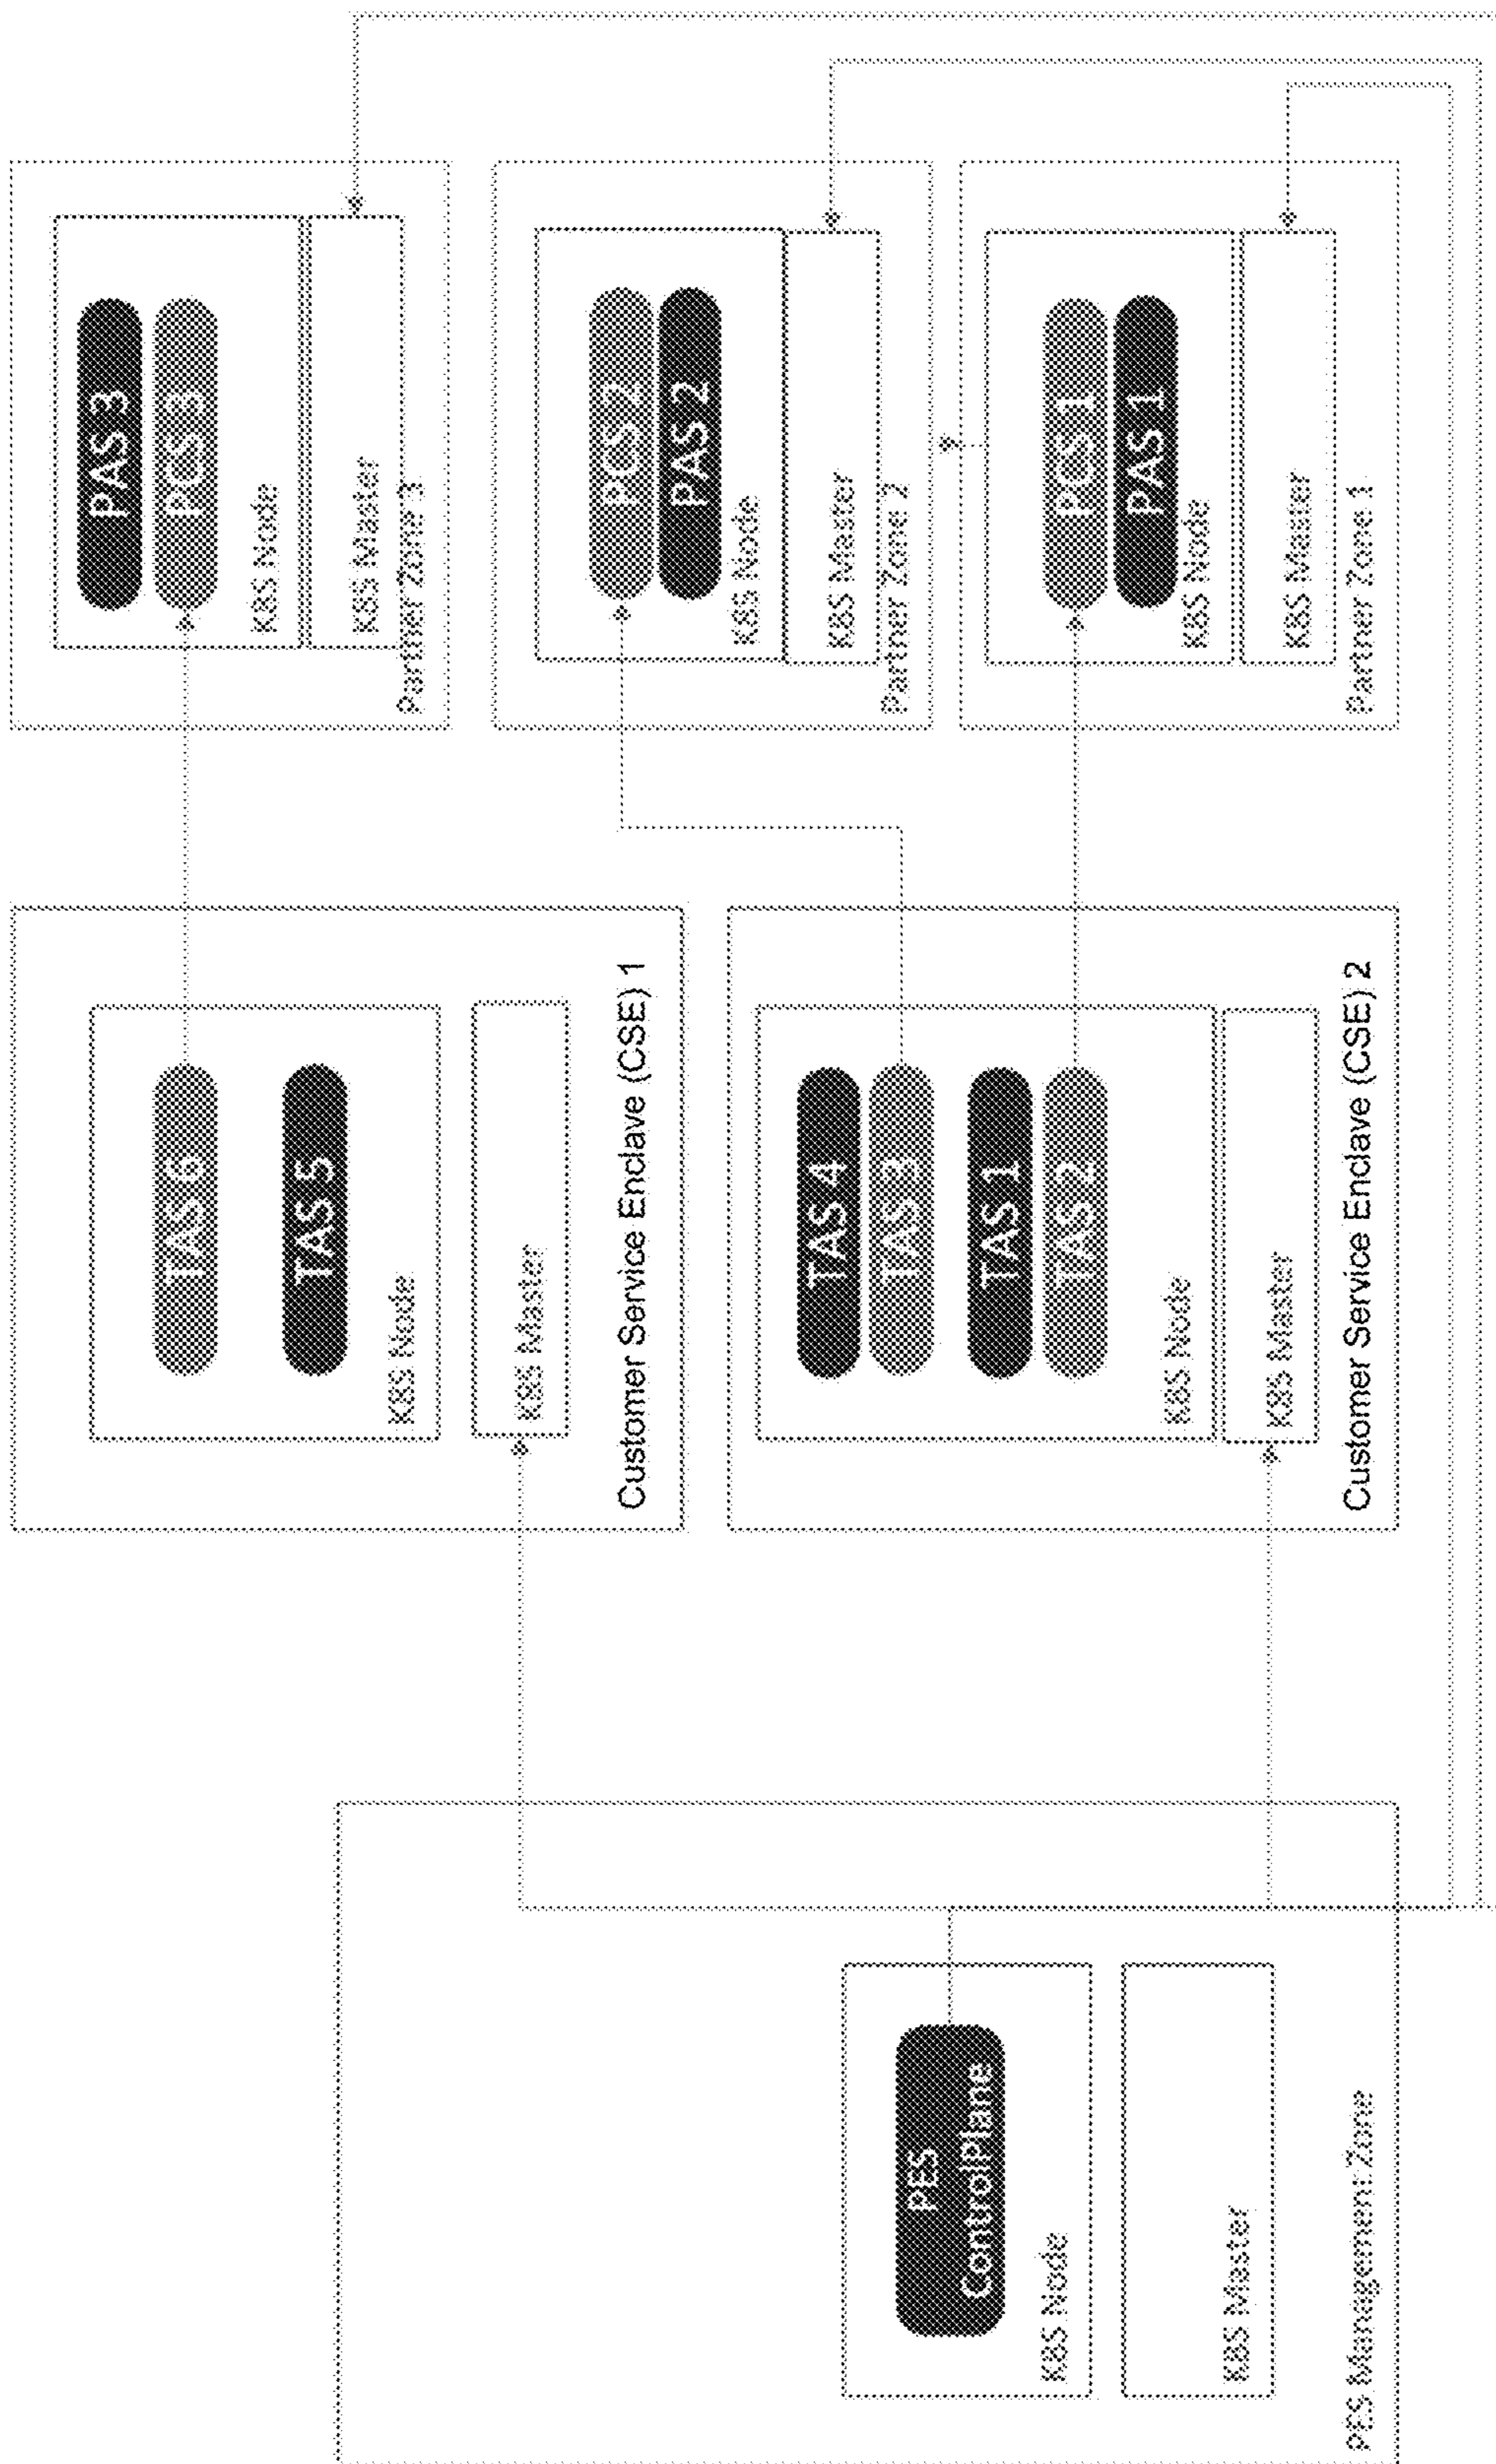 PES
ControlPlane
K8S Node
K8S Master
PES Management Zone
TAS 6
TAS 5
K8S Node
K8S Master
Customer Service Enclave (CSE) 1
TAS 4
TAS 3
TAS 1
TAS 2
K8S Node
K8S Master
Customer Service Enclave (CSE) 2
PAS 3
PCS 3
K8S Node
K8S Master
Partner Zone 3
PCS 2
PAS 2
K8S Node
K8S Master
Partner Zone 2
PCS 1
PAS 1
K8S Node
K8S Master
Partner Zone 1